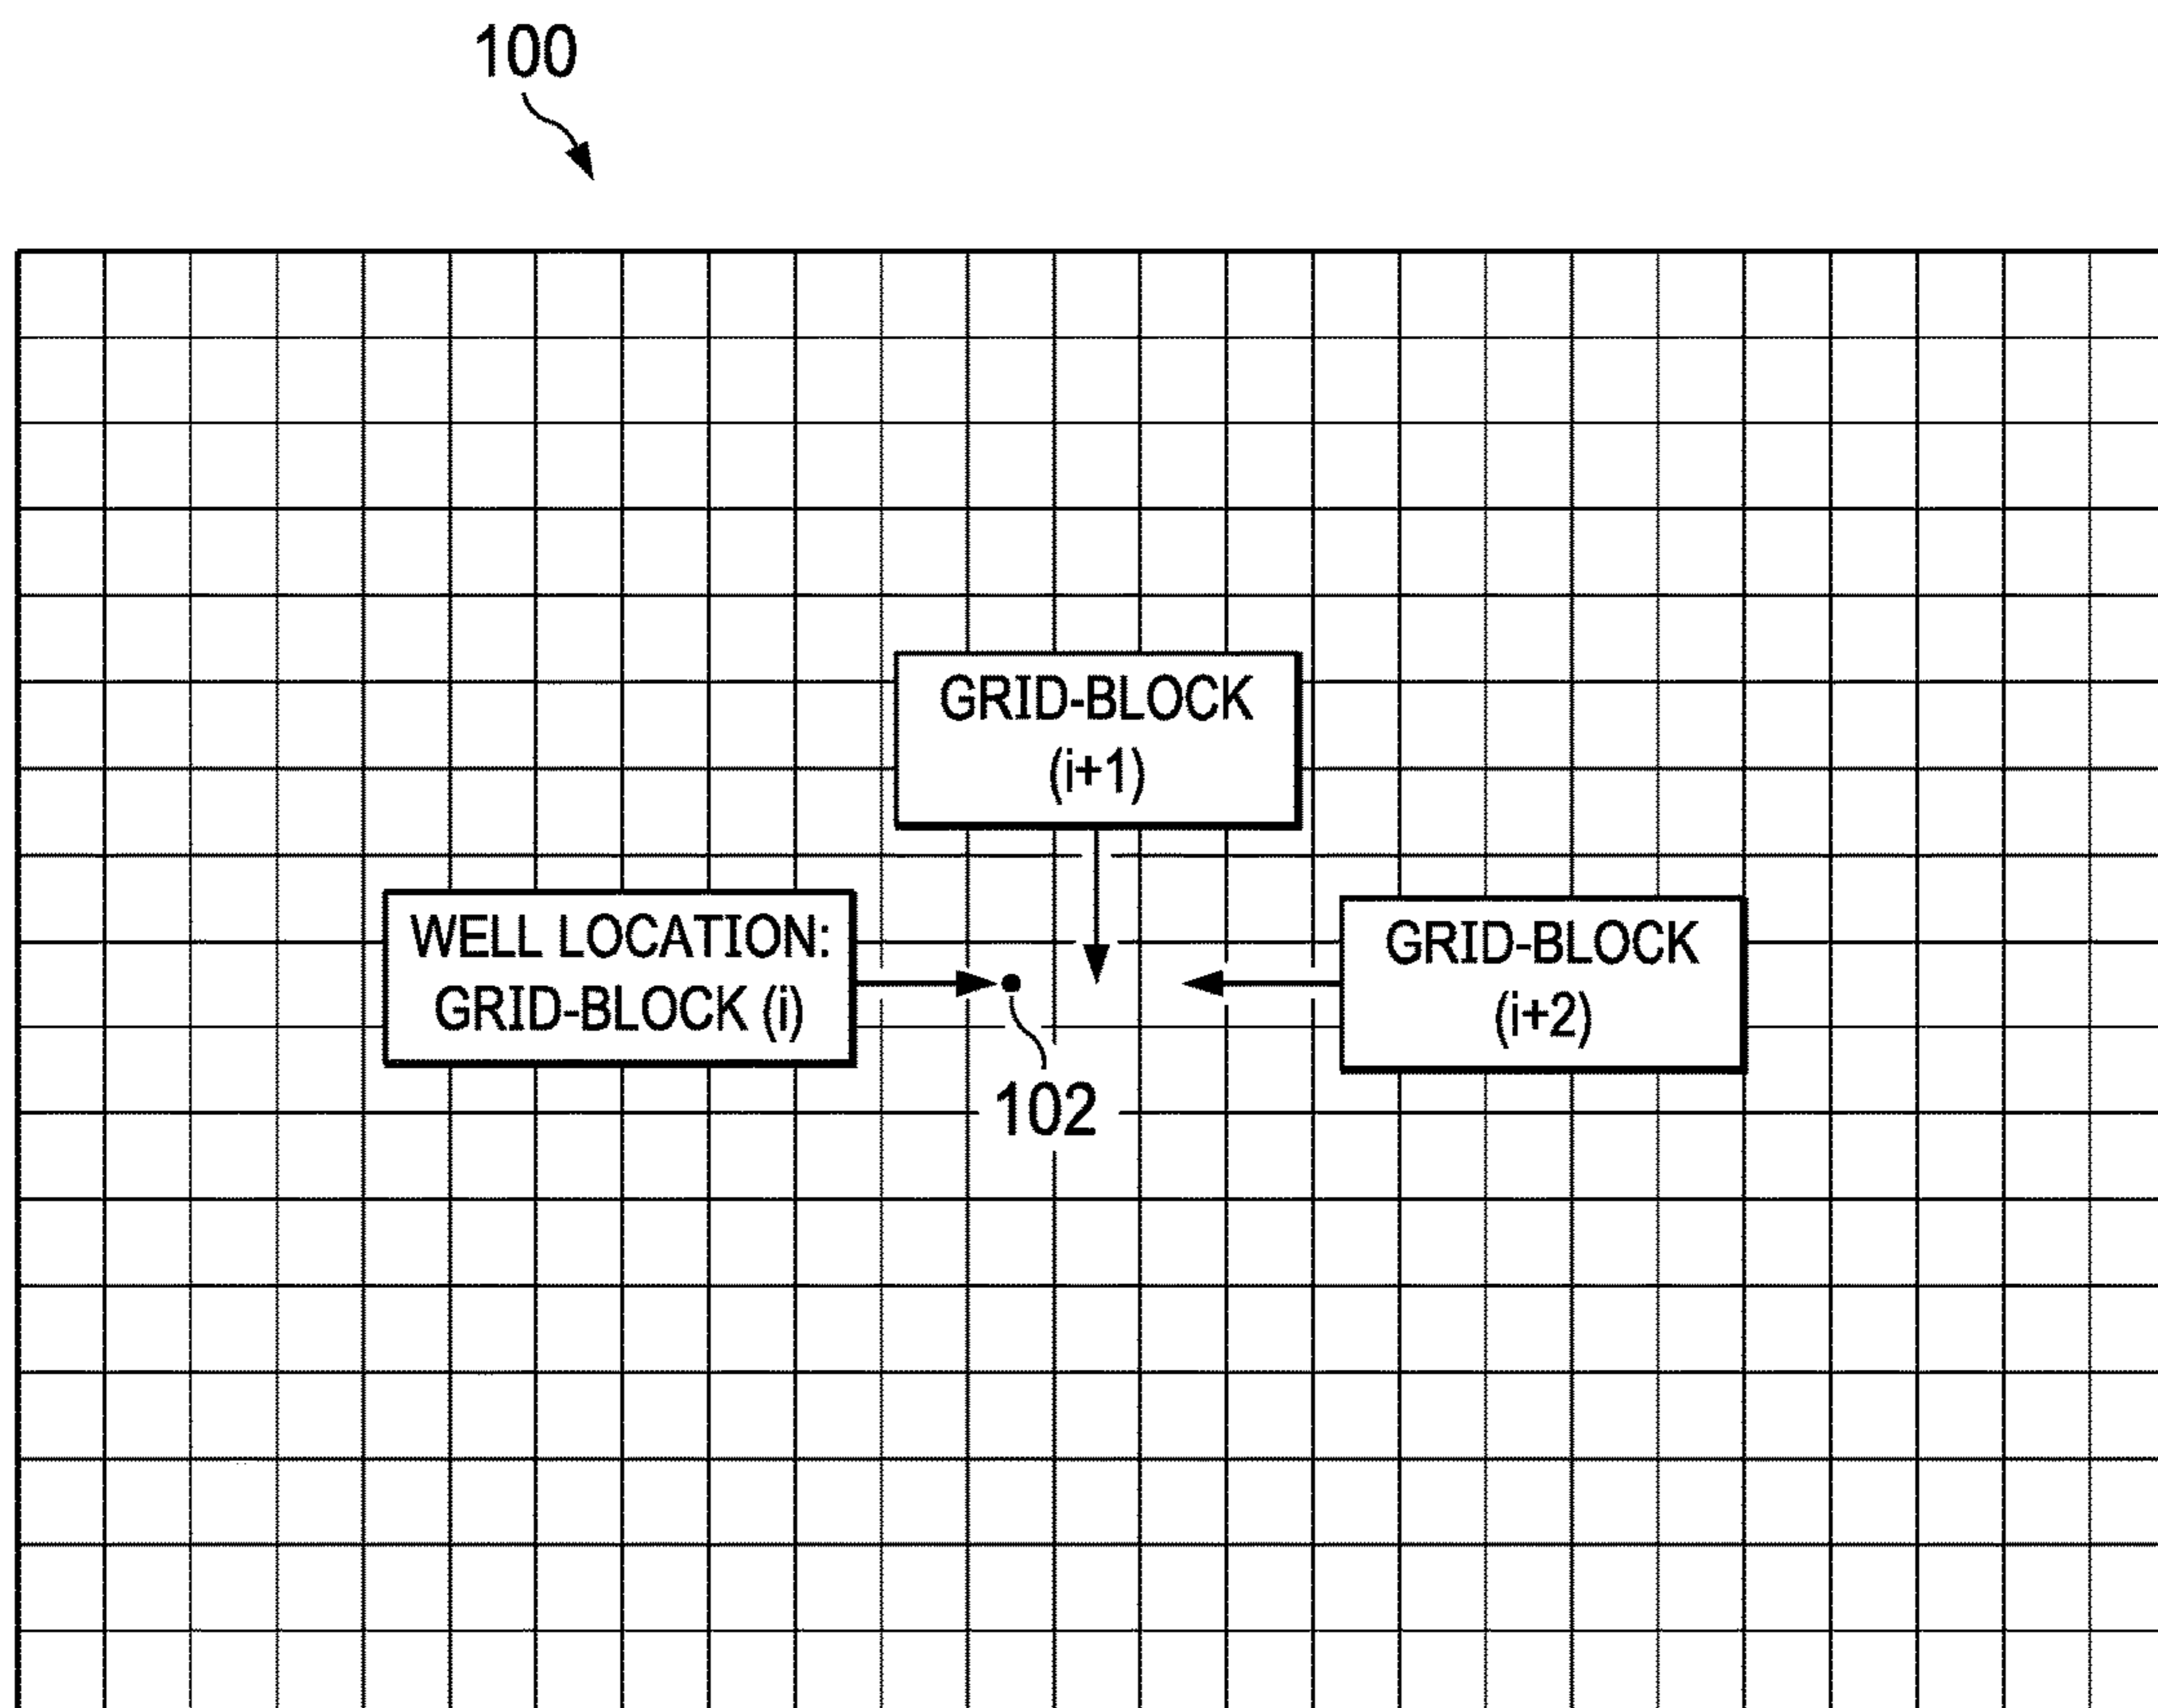 100
GRID-BLOCK
(i+1)
WELL LOCATION:
GRID-BLOCK (i)
GRID-BLOCK
(i+2)
102